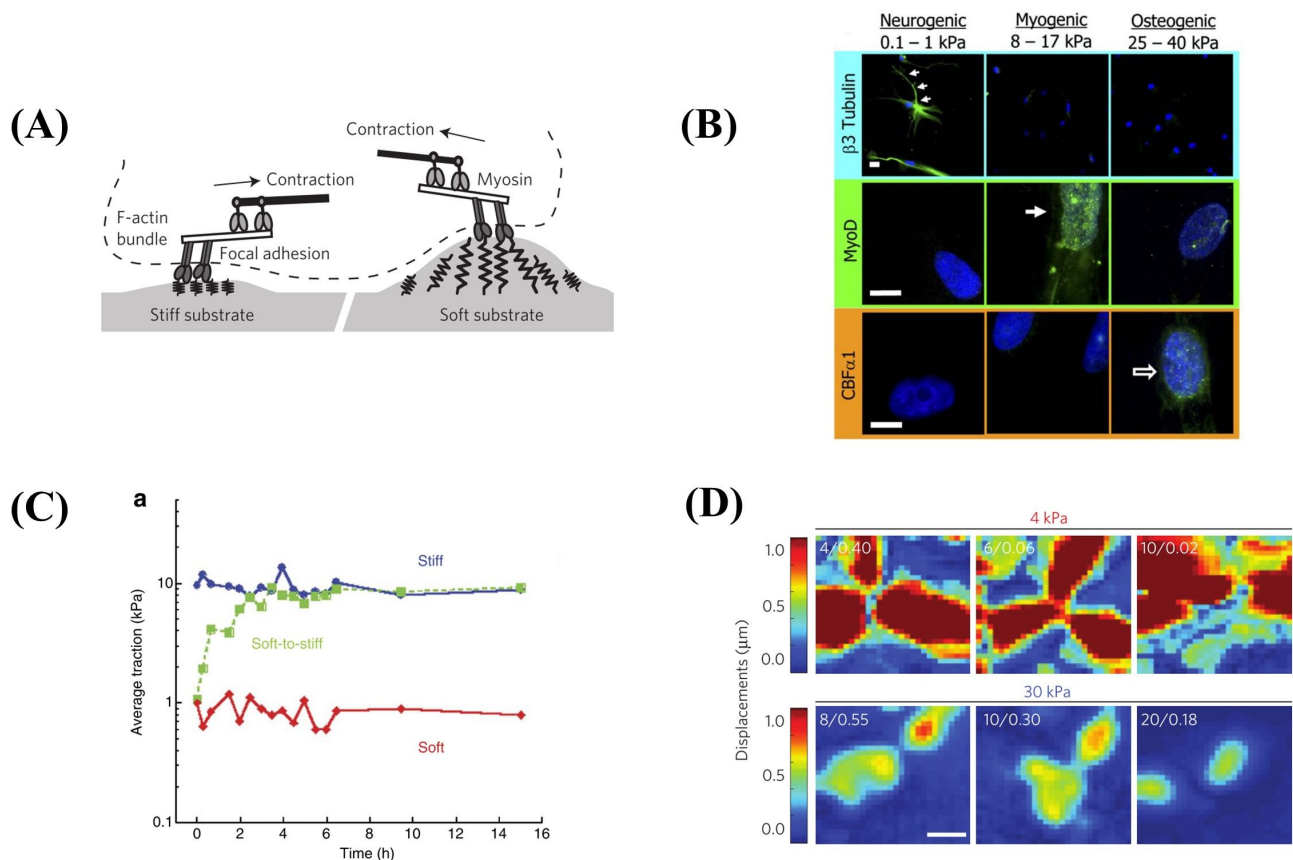 (A)
Contraction
Contraction
Myosin
F-actin
bundle
Focal adhesion
Stiff substrate
Soft substrate
(B)
Neurogenic
0.1 – 1 kPa
Myogenic
8 – 17 kPa
Osteogenic
25 – 40 kPa
β3 Tubulin
MyoD
CBFα1
(C)
a
Average traction (kPa)
10
1
0.1
Stiff
Soft-to-stiff
Soft
0 2 4 6 8 10 12 14 16
Time (h)
(D)
4 kPa
Displacements (μm)
1.0
0.5
0.0
4/0.40
6/0.06
10/0.02
30 kPa
1.0
0.5
0.0
8/0.55
10/0.30
20/0.18